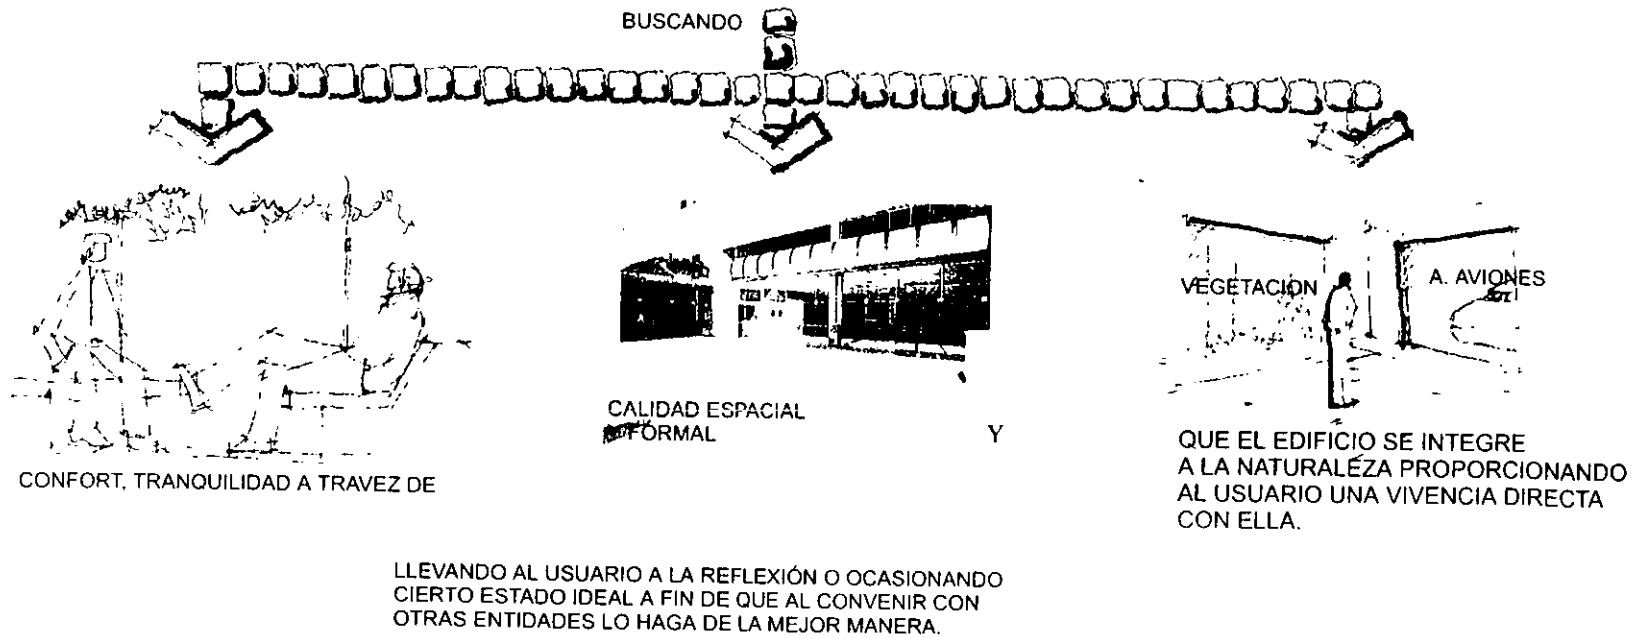 BUSCANDO
VEGETACION
A. AVIONES
CONFORT, TRANQUILIDAD A TRAVEZ DE
CALIDAD ESPACIAL
FORMAL
Y
QUE EL EDIFICIO SE INTEGRE
A LA NATURALEZA PROPORCIONANDO
AL USUARIO UNA VIVENCIA DIRECTA
CON ELLA.
LLEVANDO AL USUARIO A LA REFLEXIÓN O OCASIONANDO
CIERTO ESTADO IDEAL A FIN DE QUE AL CONVENIR CON
OTRAS ENTIDADES LO HAGA DE LA MEJOR MANERA.